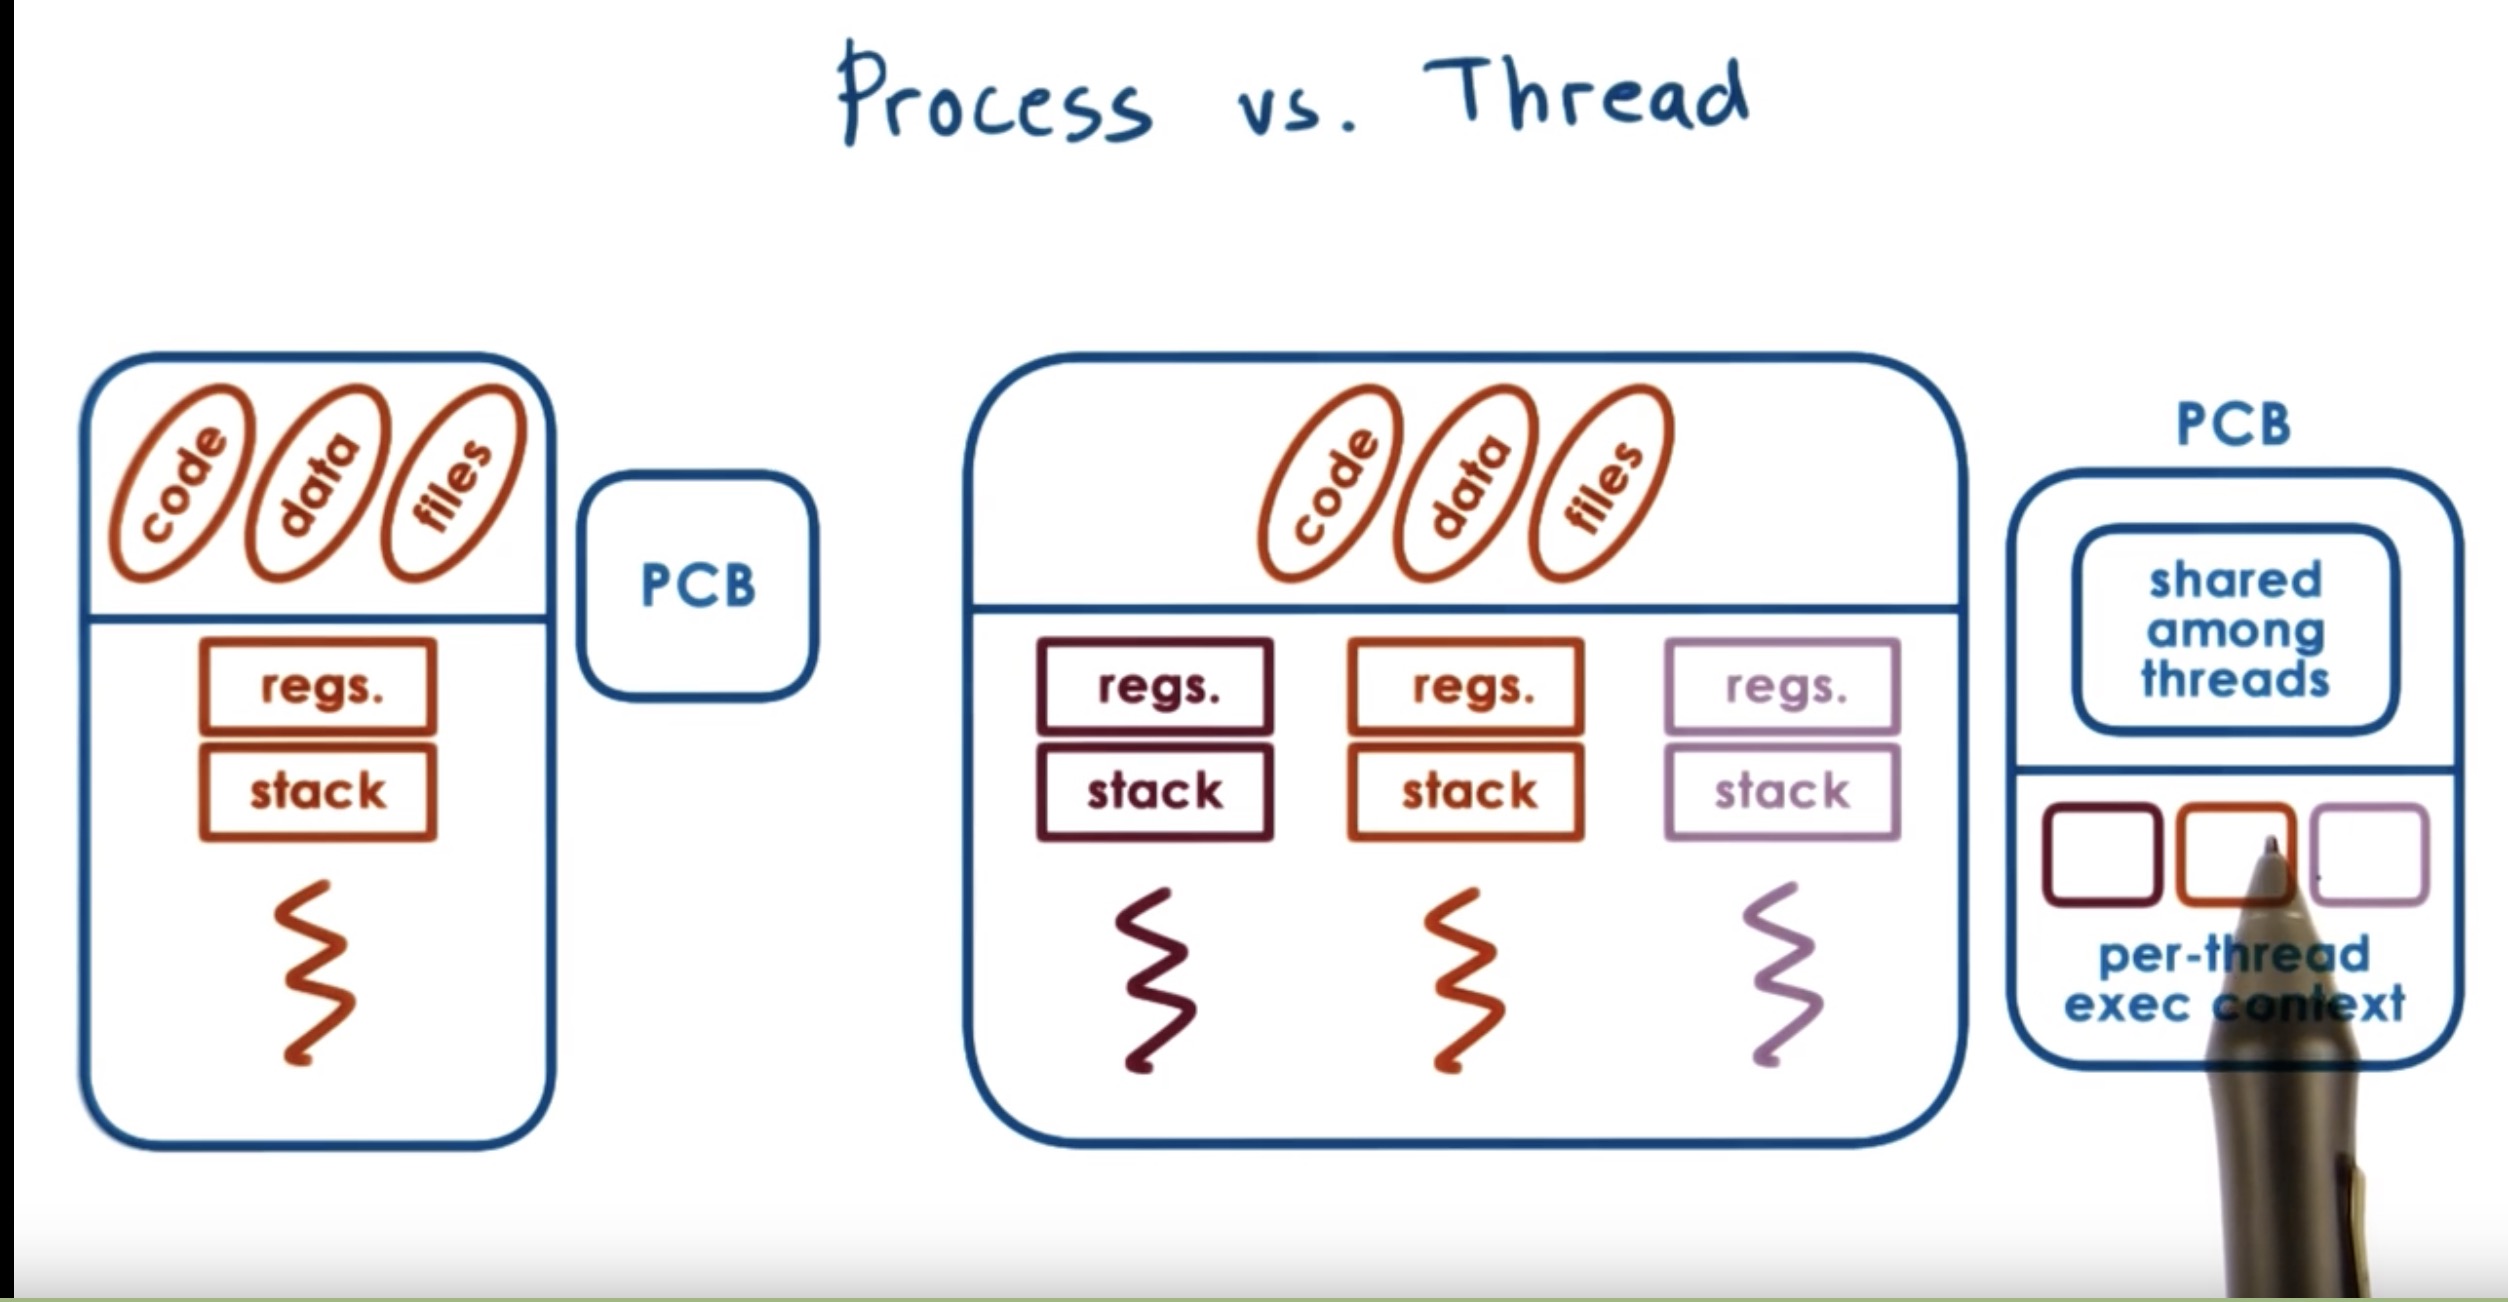 Process vs. Thread
code data files
PCB
regs.
stack
code data files
regs. regs. regs.
stack stack stack
PCB
shared
among
threads
per-thread
exec context